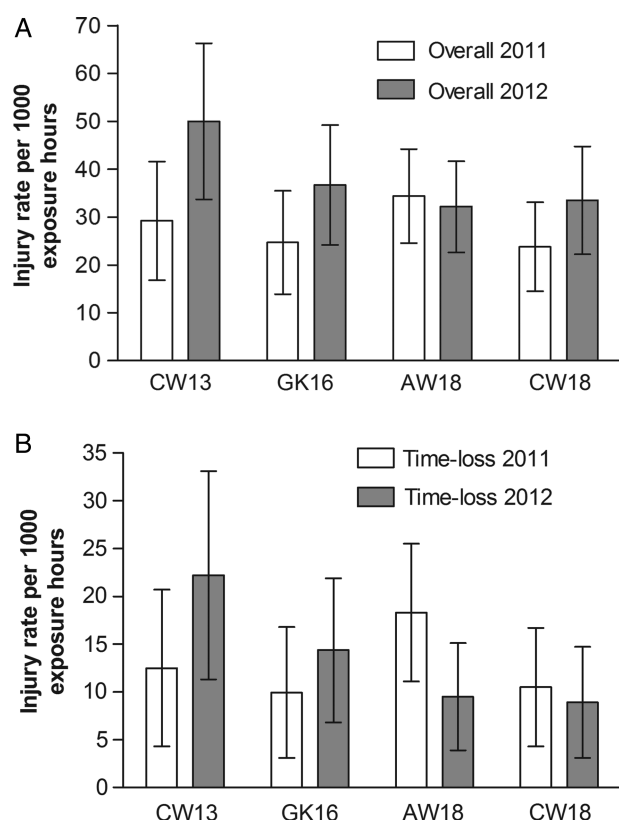 A
70
60
50
40
30
20
10
0
Injury rate per 1000
exposure hours
Overall 2011
Overall 2012
CW13 GK16 AW18 CW18
B
35
30
25
20
15
10
5
0
Injury rate per 1000
exposure hours
Time-loss 2011
Time-loss 2012
CW13 GK16 AW18 CW18